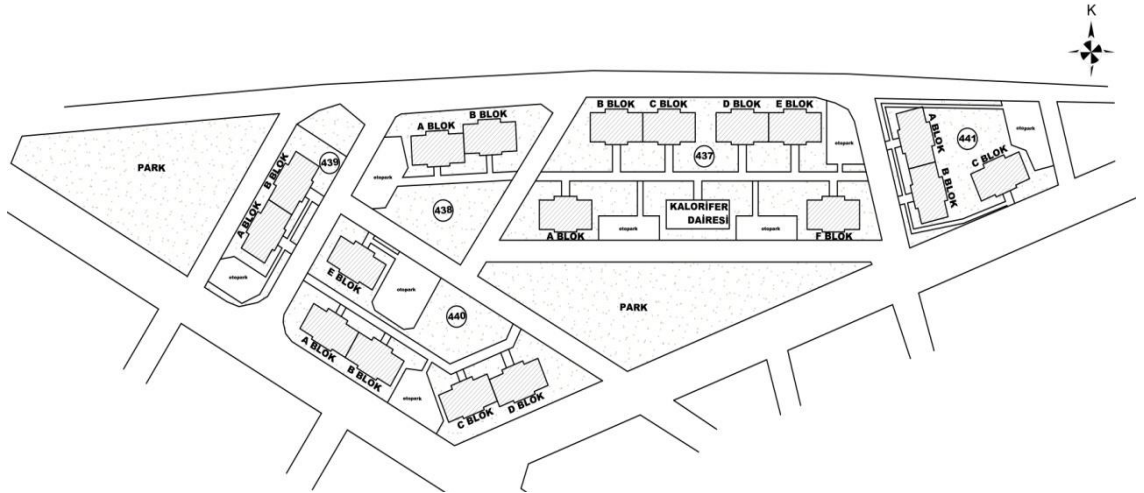 K
PARK
439
B BLOK
A BLOK
otopark
A BLOK
B BLOK
otopark
438
B BLOK
C BLOK
D BLOK
E BLOK
otopark
437
A BLOK
otopark
KALORİFER
DAİRESİ
otopark
F BLOK
A BLOK
B BLOK
441
C BLOK
otopark
E BLOK
otopark
440
A BLOK
B BLOK
otopark
C BLOK
D BLOK
PARK